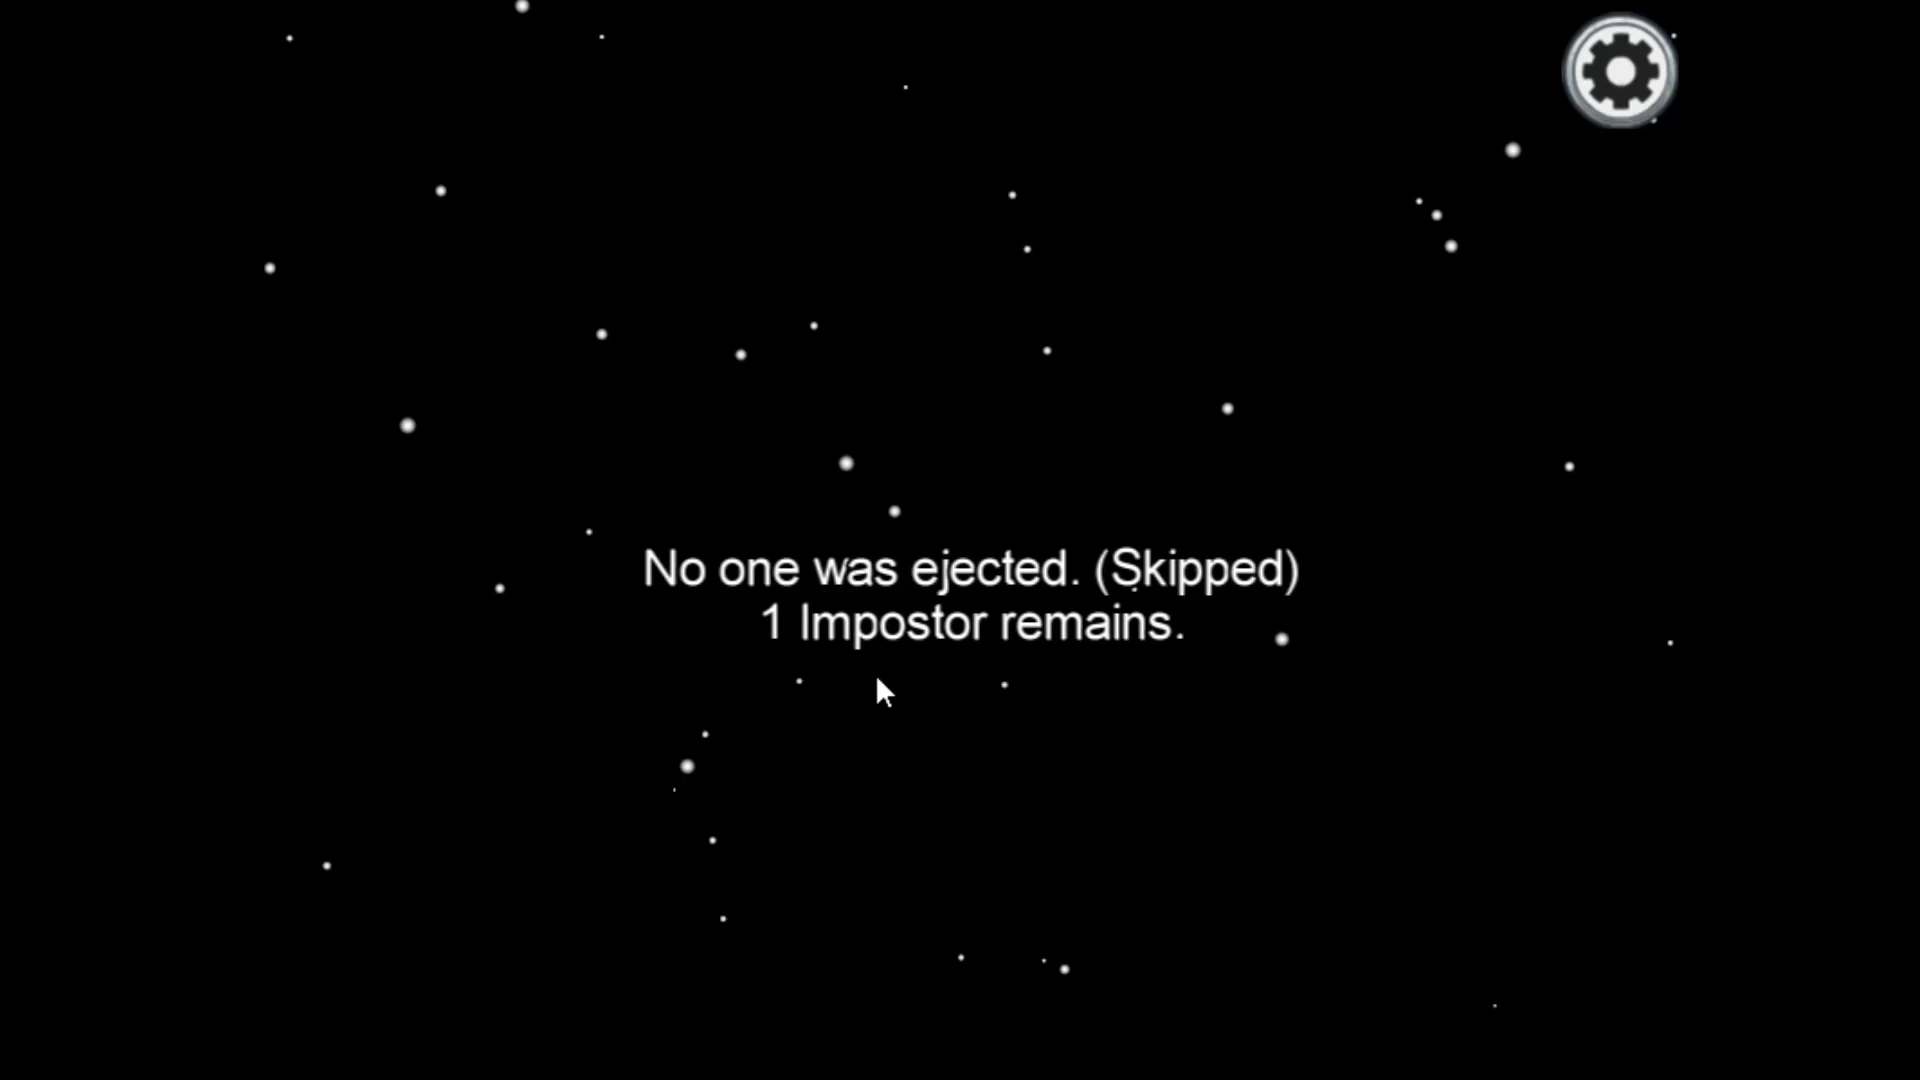 No one was ejected. (Skipped)
1 Impostor remains.